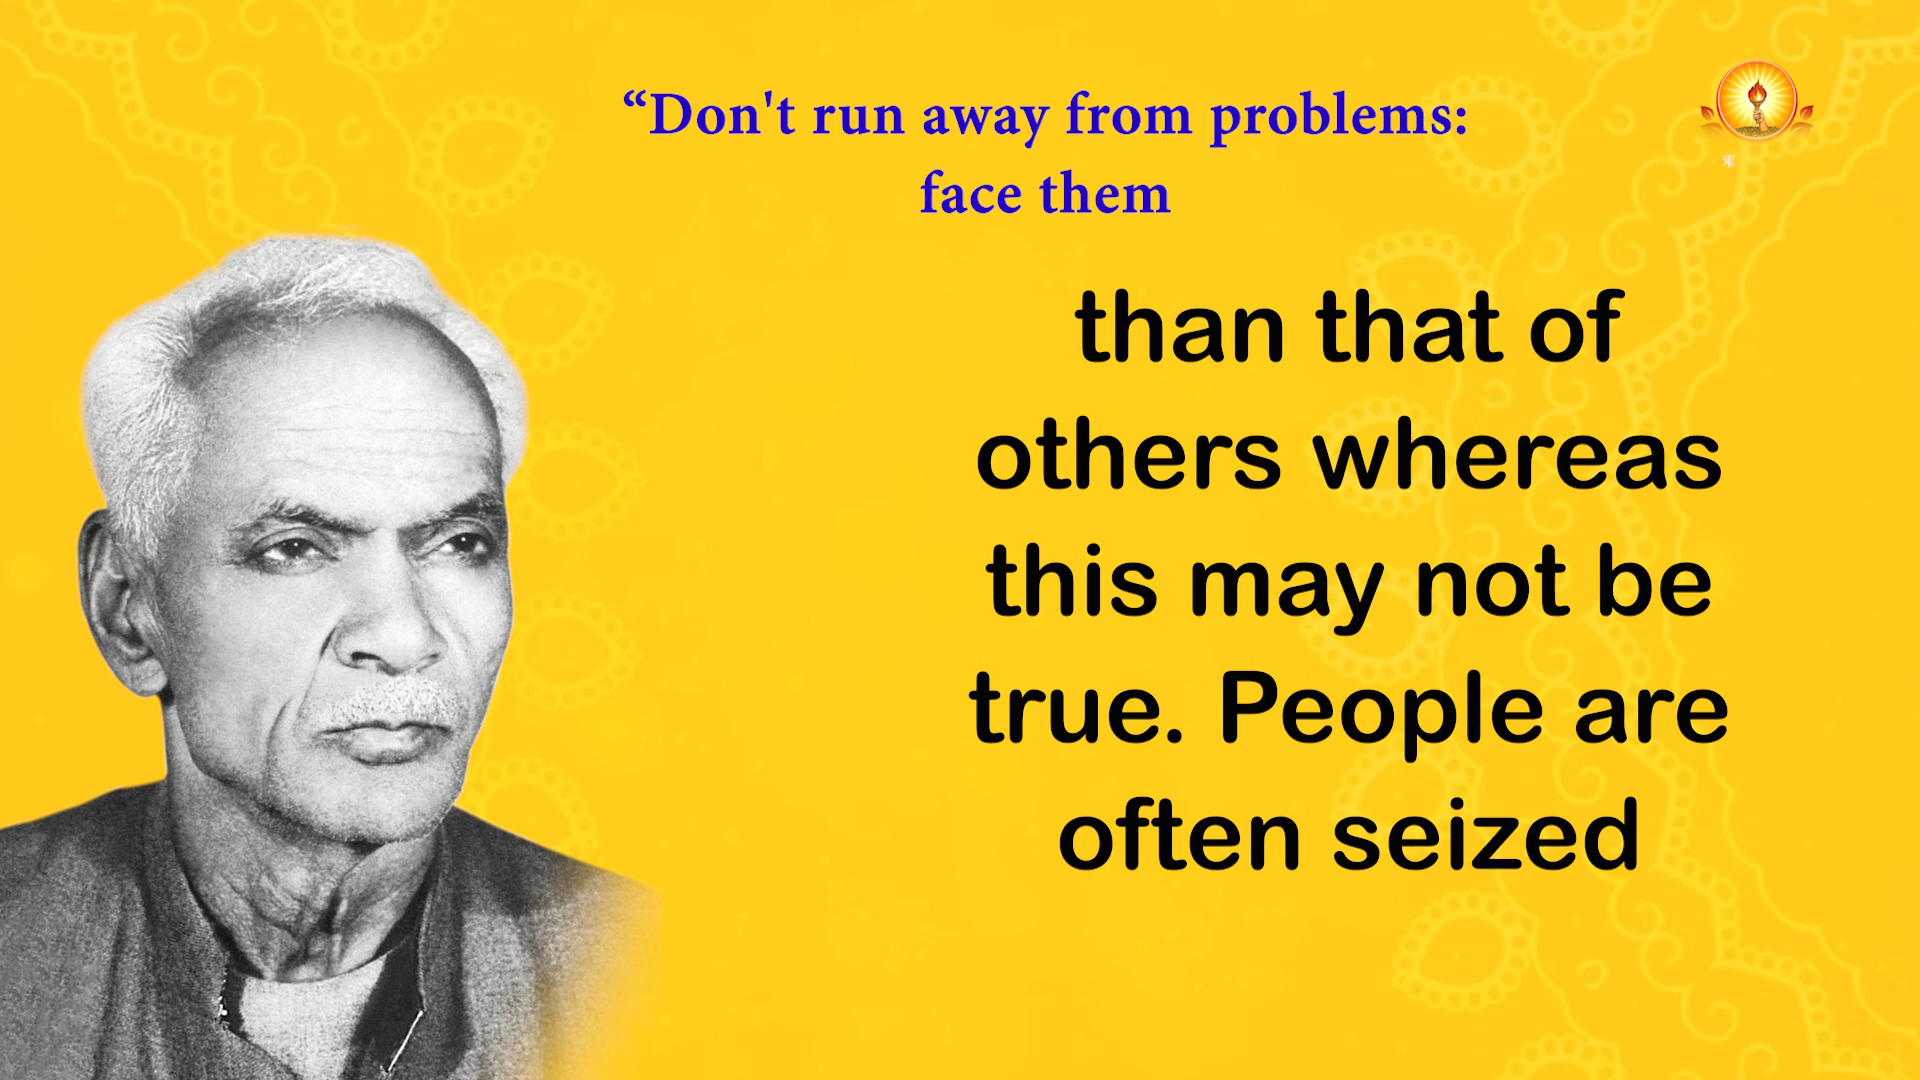 “Don't run away from problems:
face them
than that of
others whereas
this may not be
true. People are
often seized